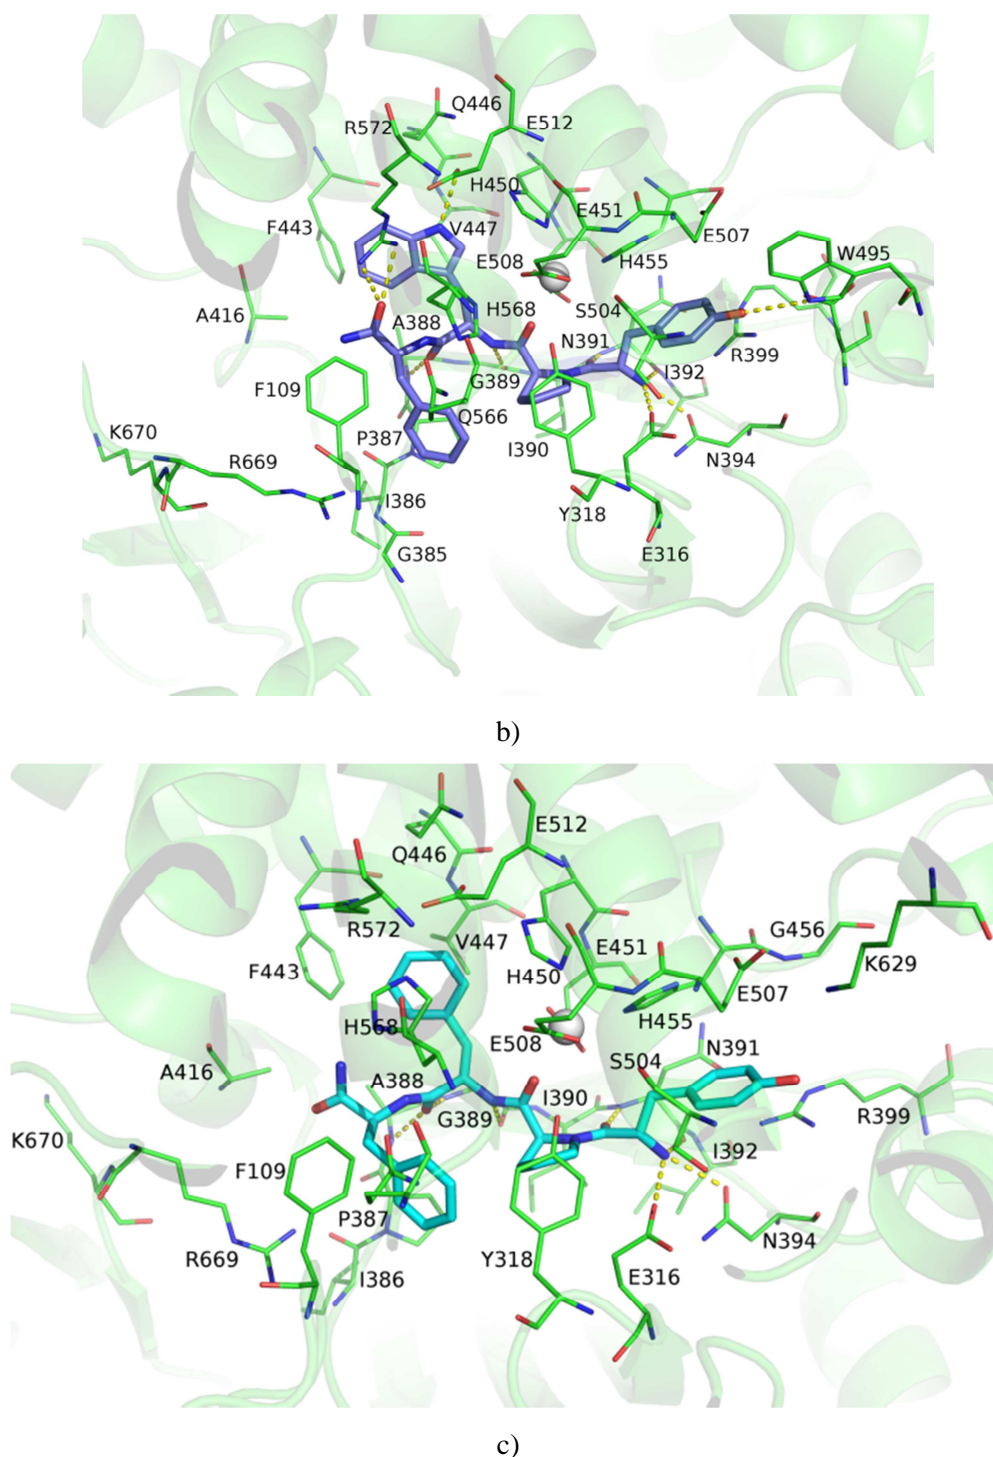 Q446
R572
E512
H450
F443
V447
E451
E507
W495
E508
H455
A416
S504
A388
H568
N391
R399
F109
G389
I392
Q566
K670
P387
I390
R669
N394
I386
Y318
G385
E316
b)
E512
Q446
R572
V447
E451
G456
F443
H450
K629
E507
H568
E508
H455
S504
N391
A416
A388
I390
G389
R399
K670
I392
F109
P387
N394
R669
Y318
I386
E316
c)